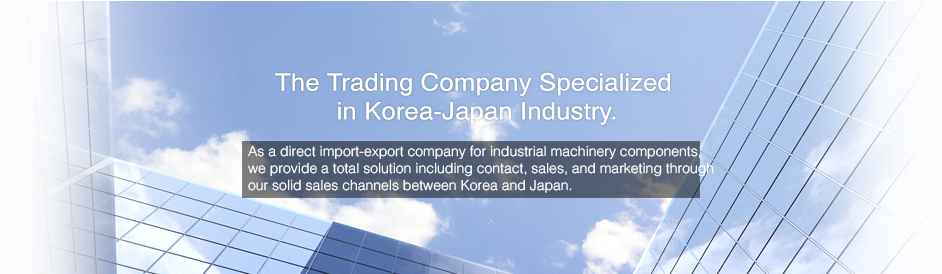 The Trading Company Specialized
in Korea-Japan Industry.
As a direct import-export company for industrial machinery components,
we provide a total solution including contact, sales, and marketing through
our solid sales channels between Korea and Japan.